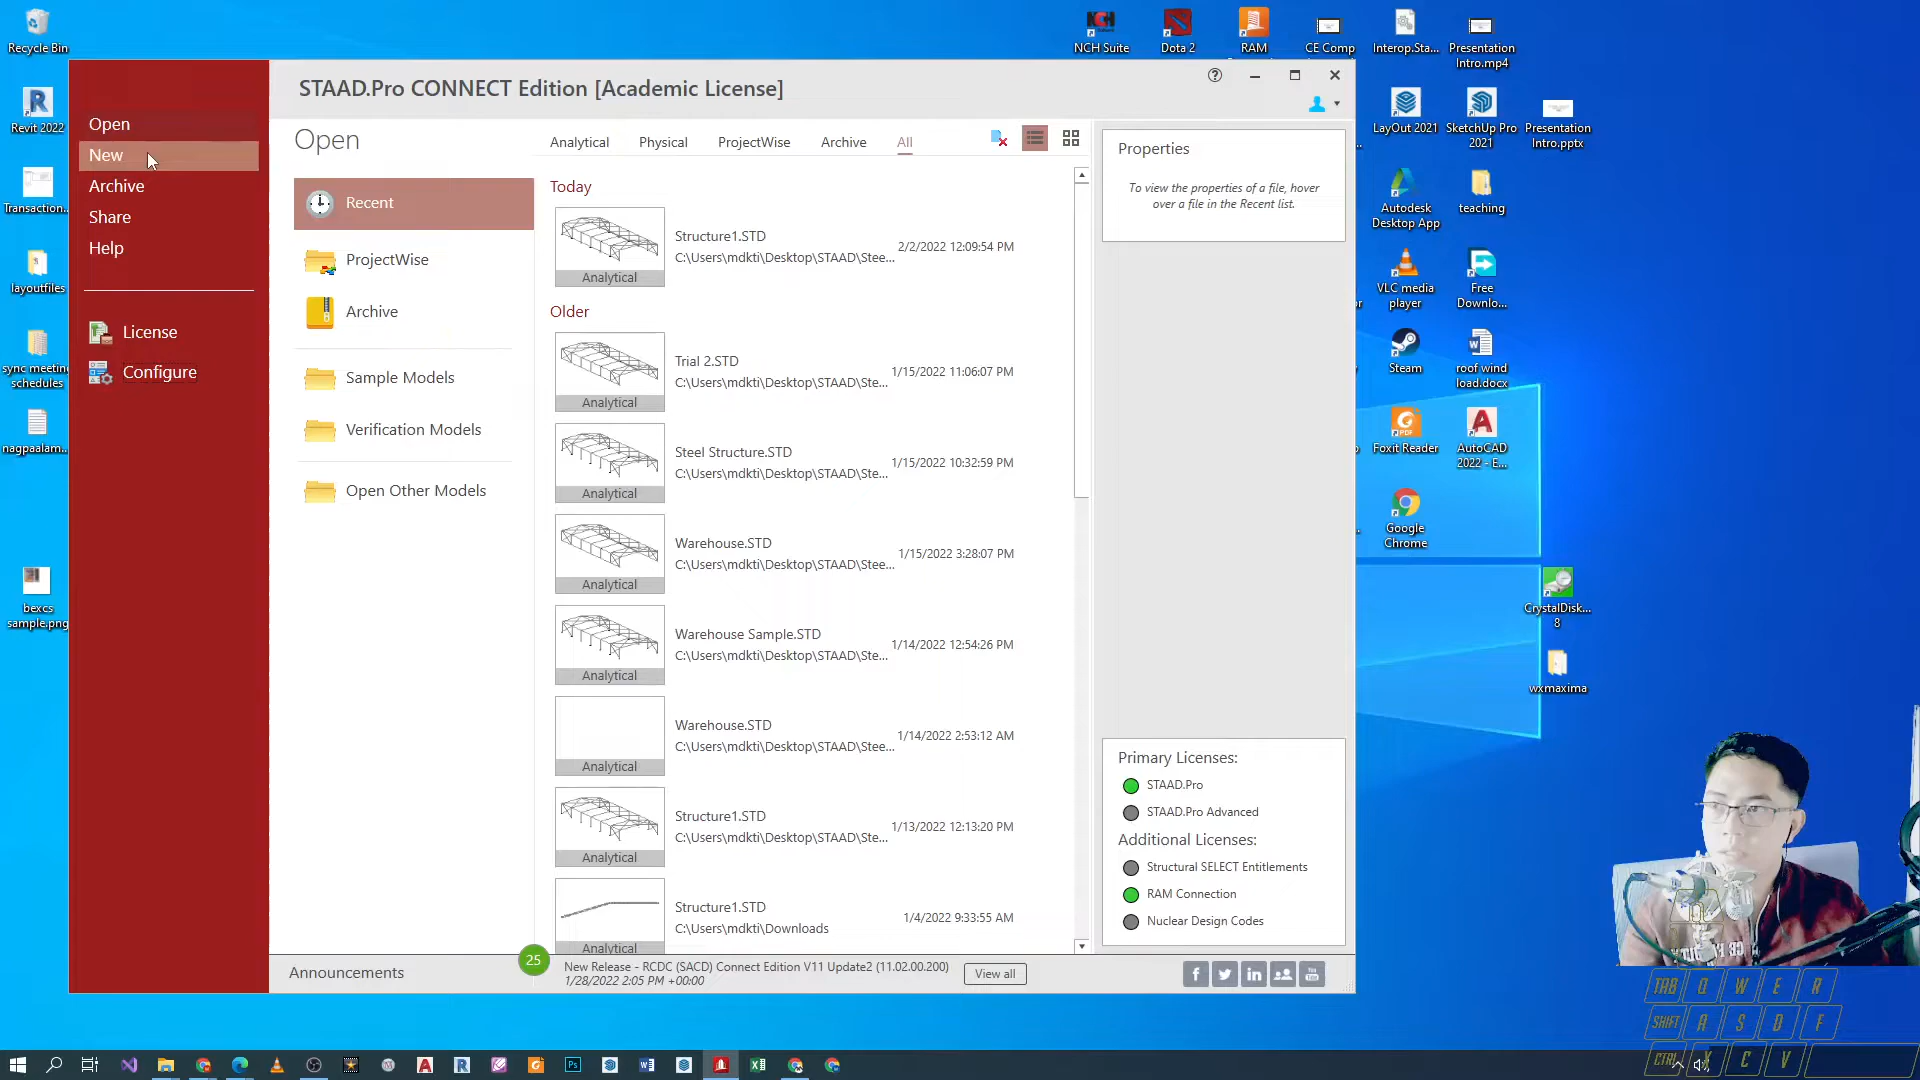 Recycle Bin
Revit 2022
Transaction...
layoutfiles
sync meeting
schedules
nagpaalam...
bexcs
sample.png
NCH Suite
Dota 2
RAM
CE Comp
Interop.Sta...
Presentation
Intro.mp4
LayOut 2021
SketchUp Pro
2021
Presentation
Intro.pptx
Autodesk
Desktop App
teaching
VLC media
player
Free
Downlo...
Steam
roof wind
load.docx
Foxit Reader
AutoCAD
2022 - E...
Google
Chrome
CrystalDisk...
8
wxmaxima
Open
New
Archive
Share
Help
License
Configure
STAAD.Pro CONNECT Edition [Academic License]
Open
Analytical
Physical
ProjectWise
Archive
All
Recent
ProjectWise
Archive
Sample Models
Verification Models
Open Other Models
Today
Analytical
Structure1.STD
C:\Users\mdkti\Desktop\STAAD\Stee...
2/2/2022 12:09:54 PM
Older
Analytical
Trial 2.STD
C:\Users\mdkti\Desktop\STAAD\Ste...
1/15/2022 11:06:07 PM
Analytical
Steel Structure.STD
C:\Users\mdkti\Desktop\STAAD\Ste...
1/15/2022 10:32:59 PM
Analytical
Warehouse.STD
C:\Users\mdkti\Desktop\STAAD\Stee...
1/15/2022 3:28:07 PM
Analytical
Warehouse Sample.STD
C:\Users\mdkti\Desktop\STAAD\Ste...
1/14/2022 12:54:26 PM
Analytical
Warehouse.STD
C:\Users\mdkti\Desktop\STAAD\Stee...
1/14/2022 2:53:12 AM
Analytical
Structure1.STD
C:\Users\mdkti\Desktop\STAAD\Ste...
1/13/2022 12:13:20 PM
Analytical
Structure1.STD
C:\Users\mdkti\Downloads
1/4/2022 9:33:55 AM
Properties
To view the properties of a file, hover
over a file in the Recent list.
Primary Licenses:
STAAD.Pro
STAAD.Pro Advanced
Additional Licenses:
Structural SELECT Entitlements
RAM Connection
Nuclear Design Codes
Announcements
25
New Release - RCDC (SACD) Connect Edition V11 Update2 (11.02.00.200)
1/28/2022 2:05 PM +00:00
View all
TAB Q W E R
SHIFT A S D F
CTRL X C V